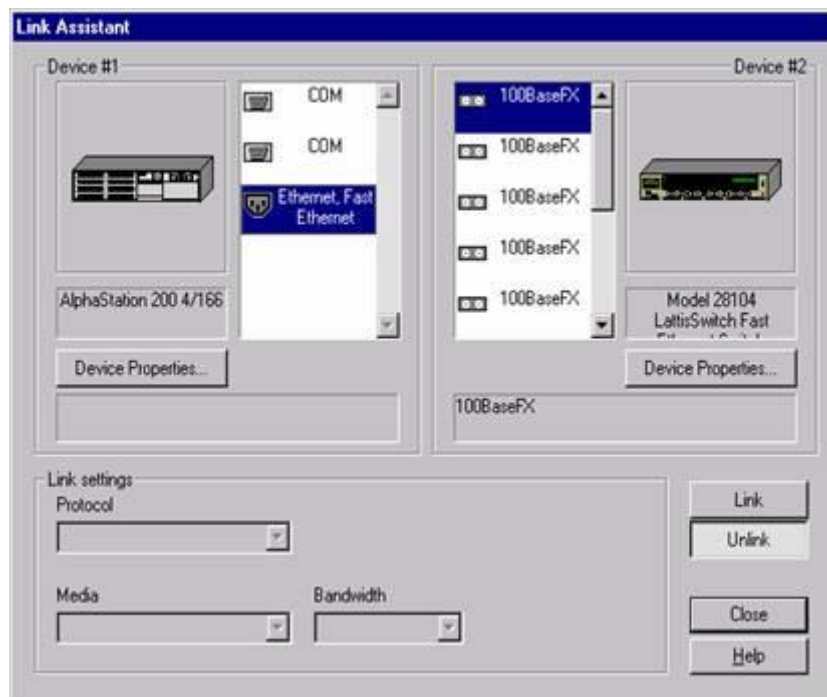 Link Assistant
Device #1
COM
COM
Ethernet, Fast
Ethernet
AlphaStation 200 4/166
Device Properties...
Device #2
100BaseFX
100BaseFX
100BaseFX
100BaseFX
100BaseFX
Model 28104
LattisSwitch Fast
Device Properties...
100BaseFX
Link settings
Protocol
Media
Bandwidth
Link
Unlink
Close
Help